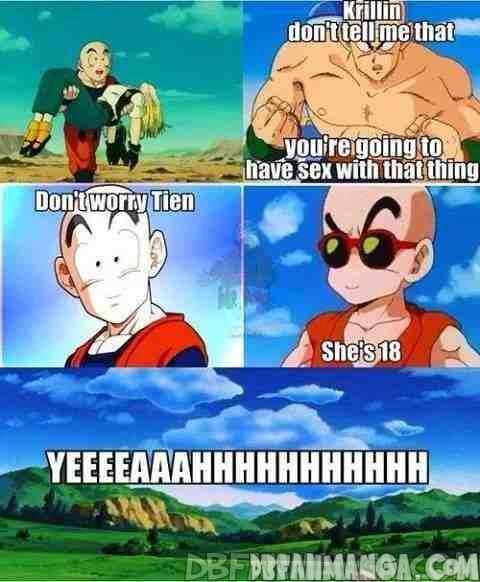 Krillin
don't tell me that
you're going to
have sex with that thing
Don't worry Tien
She's 18
YEEEEAAAHHHHHHHHHHHH
DBFANMANGA.COM